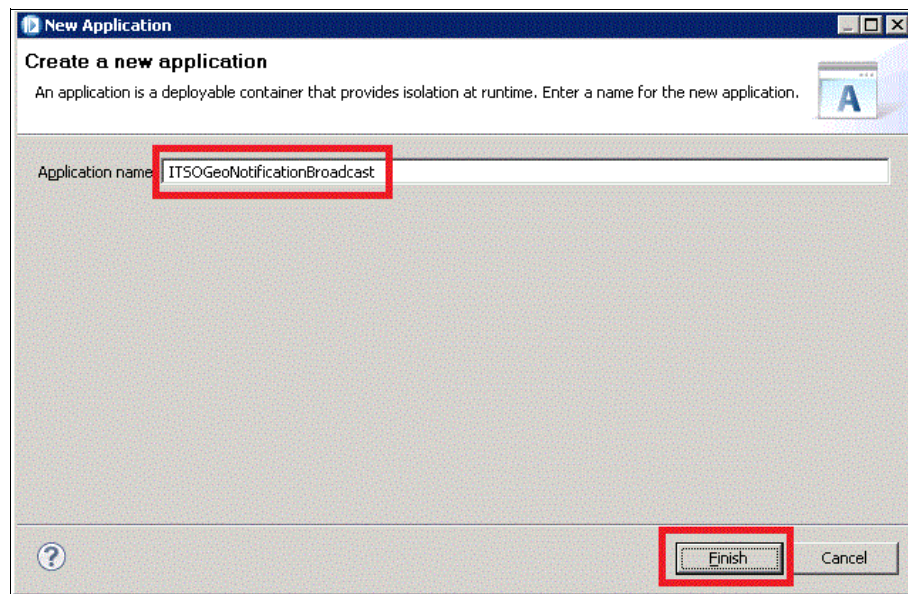 New Application
Create a new application
An application is a deployable container that provides isolation at runtime. Enter a name for the new application.
A
Application name ITSOGeoNotificationBroadcast
? Finish Cancel